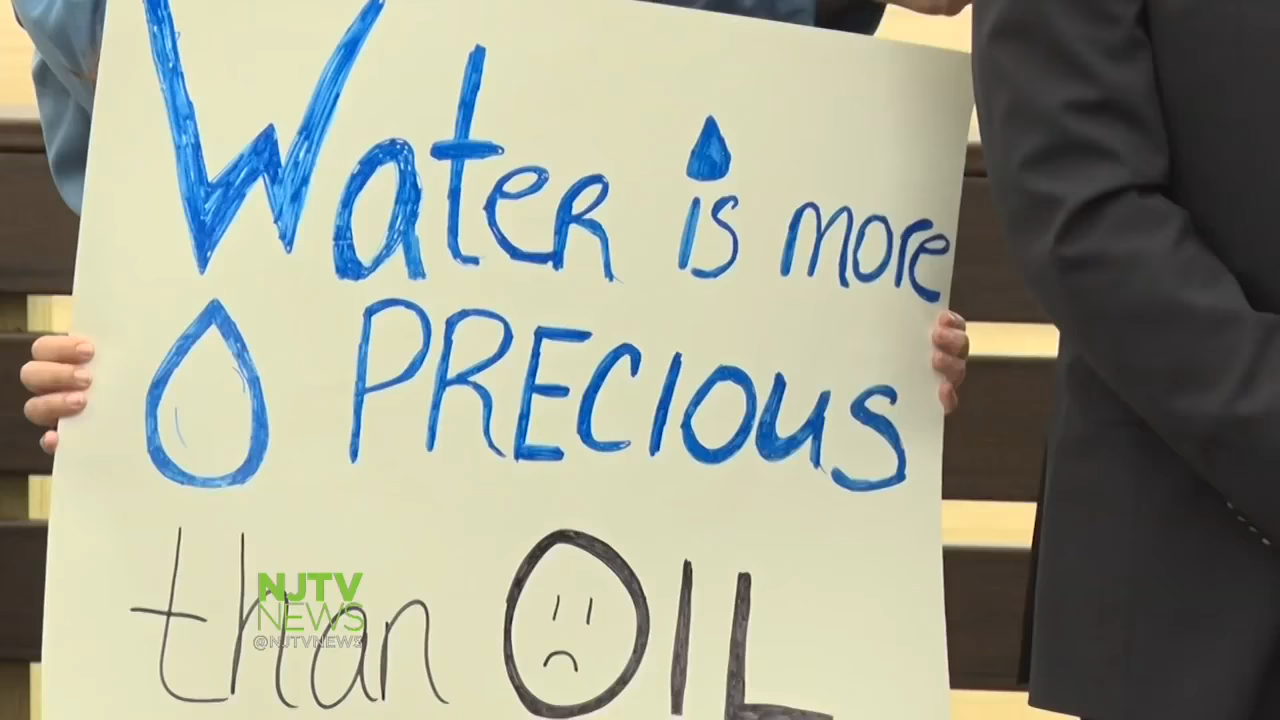 Water is more
PRECIOUS
than OIL
NJTV
NEWS
@NJTVNEWS